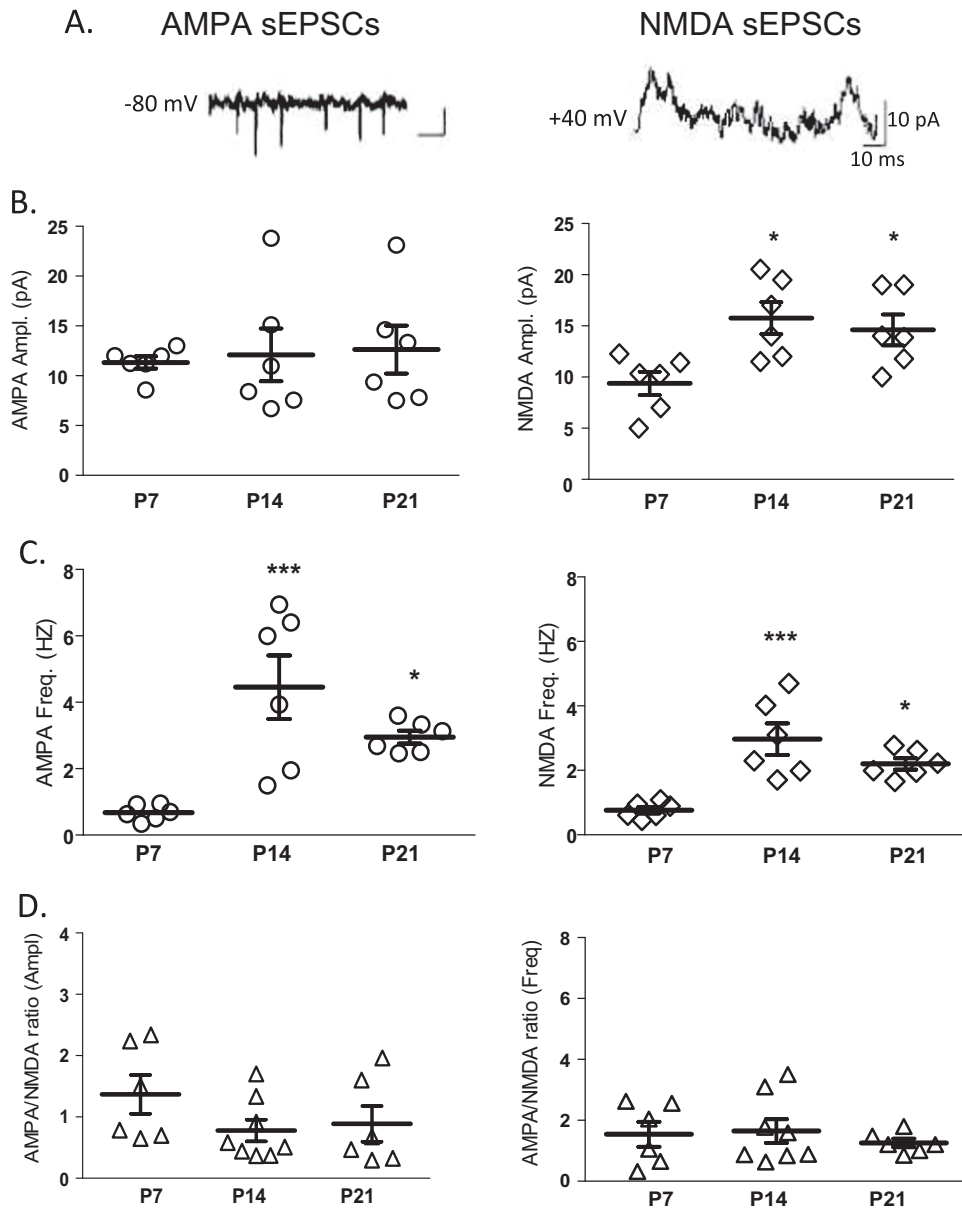 A. AMPA sEPSCs NMDA sEPSCs
-80 mV
+40 mV
10 pA
10 ms
B.
AMPA Ampl. (pA)
25
20
15
10
5
0
P7 P14 P21
NMDA Ampl. (pA)
25
20
15
10
5
0
* *
P7 P14 P21
C.
AMPA Freq. (HZ)
8
6
4
2
0
***
*
P7 P14 P21
NMDA Freq. (HZ)
8
6
4
2
0
***
*
P7 P14 P21
D.
AMPA/NMDA ratio (Ampl)
4
3
2
1
0
P7 P14 P21
AMPA/NMDA ratio (Freq)
8
6
4
2
0
P7 P14 P21